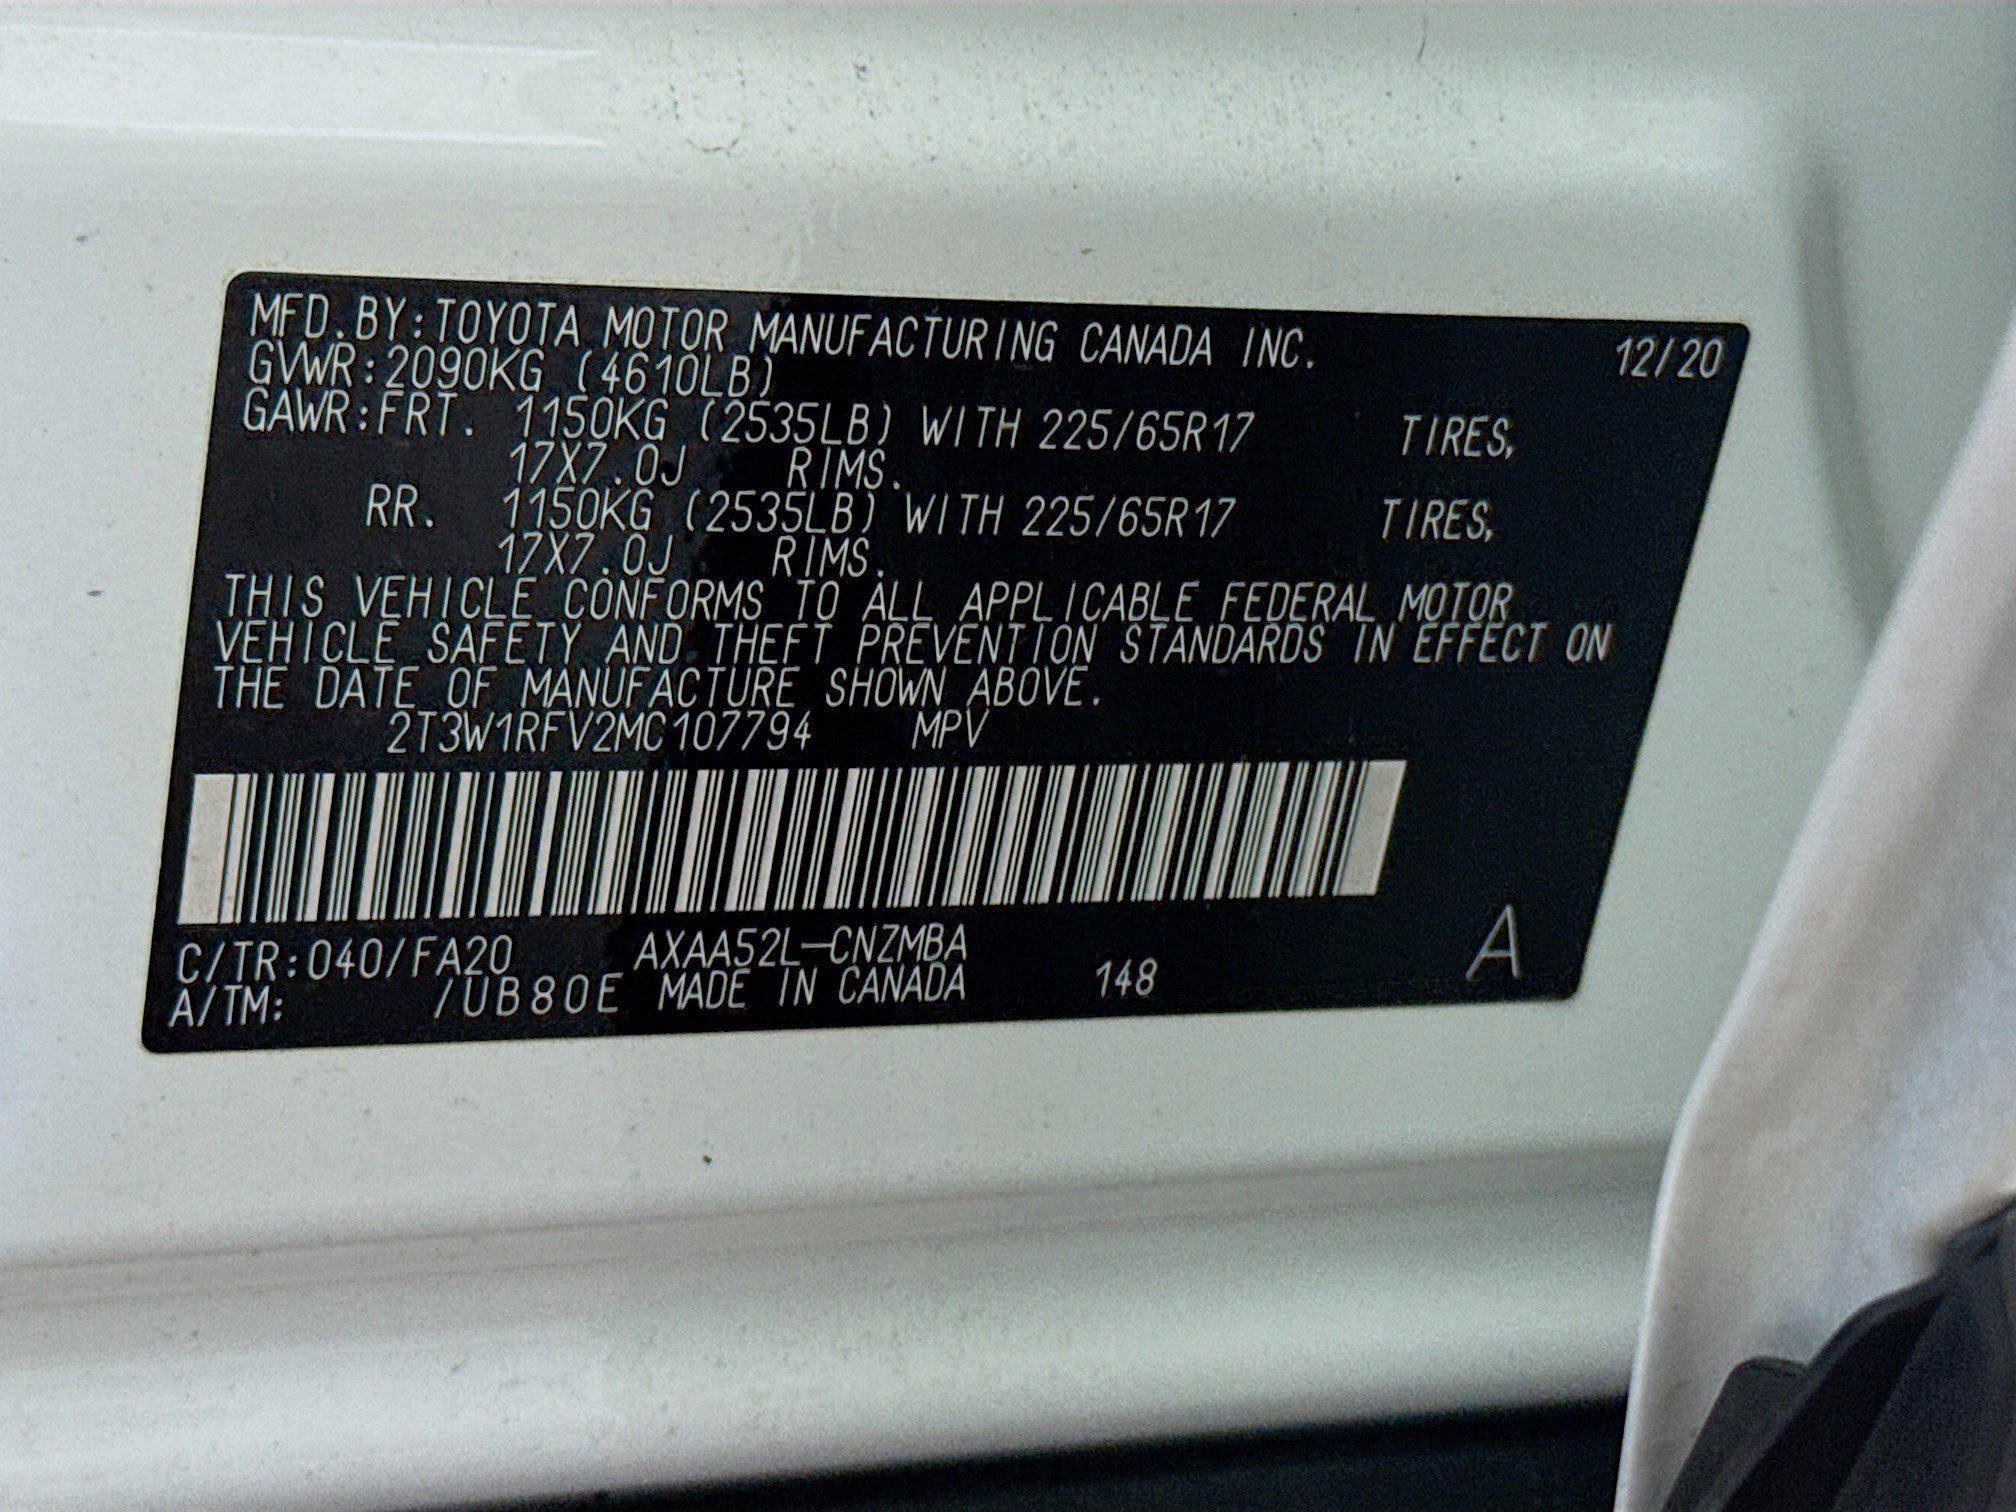 MFD.BY:TOYOTA MOTOR MANUFACTURING CANADA INC. 12/20
GVWR:2090KG (4610LB)
GAWR:FRT. 1150KG (2535LB) WITH 225/65R17 TIRES,
17X7.0J RIMS.
RR. 1150KG (2535LB) WITH 225/65R17 TIRES,
17X7.0J RIMS.
THIS VEHICLE CONFORMS TO ALL APPLICABLE FEDERAL MOTOR
VEHICLE SAFETY AND THEFT PREVENTION STANDARDS IN EFFECT ON
THE DATE OF MANUFACTURE SHOWN ABOVE.
2T3W1RFV2MC107794 MPV
C/TR:040/FA20 AXAA52L-CNZMBA
A/TM: /UB80E MADE IN CANADA 148 A